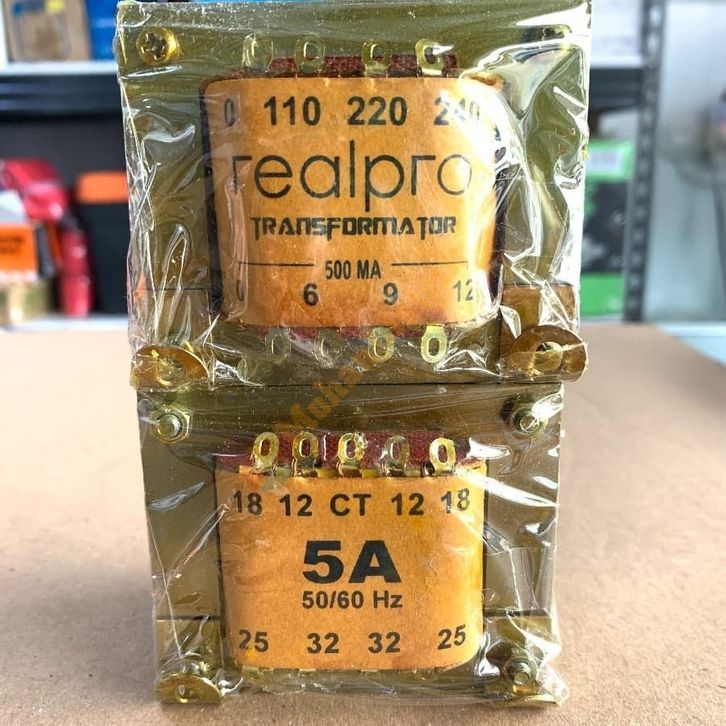 0 110 220 240
realpro
TRANSFORMATOR
500 MA
0 6 9 12
18 12 CT 12 18
5A
50/60 Hz
25 32 32 25